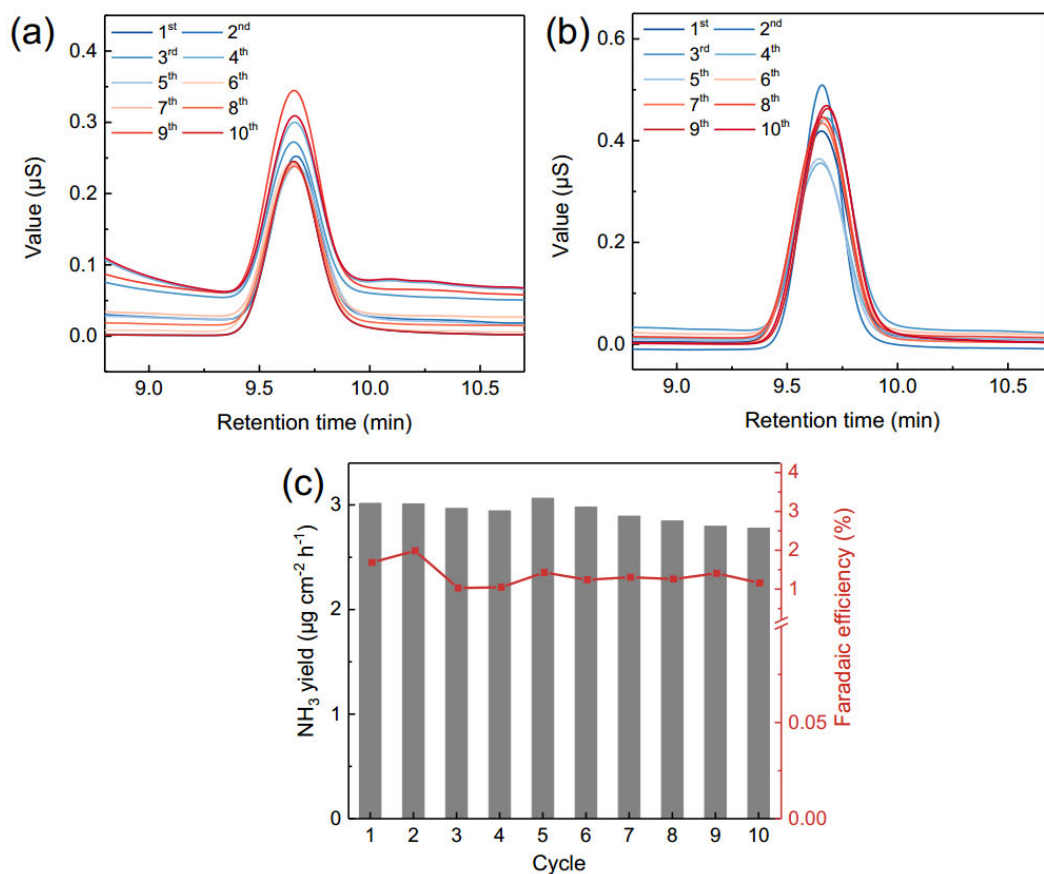 (a)
1st 2nd
3rd 4th
5th 6th
7th 8th
9th 10th
0.4
0.3
0.2
0.1
0.0
Value (µS)
9.0 9.5 10.0 10.5
Retention time (min)
(b)
1st 2nd
3rd 4th
5th 6th
7th 8th
9th 10th
0.6
0.4
0.2
0.0
Value (µS)
9.0 9.5 10.0 10.5
Retention time (min)
(c)
3
2
1
0
NH3 yield (µg cm-2 h-1)
4
3
2
1
0.05
0.00
Faradaic efficiency (%)
1 2 3 4 5 6 7 8 9 10
Cycle